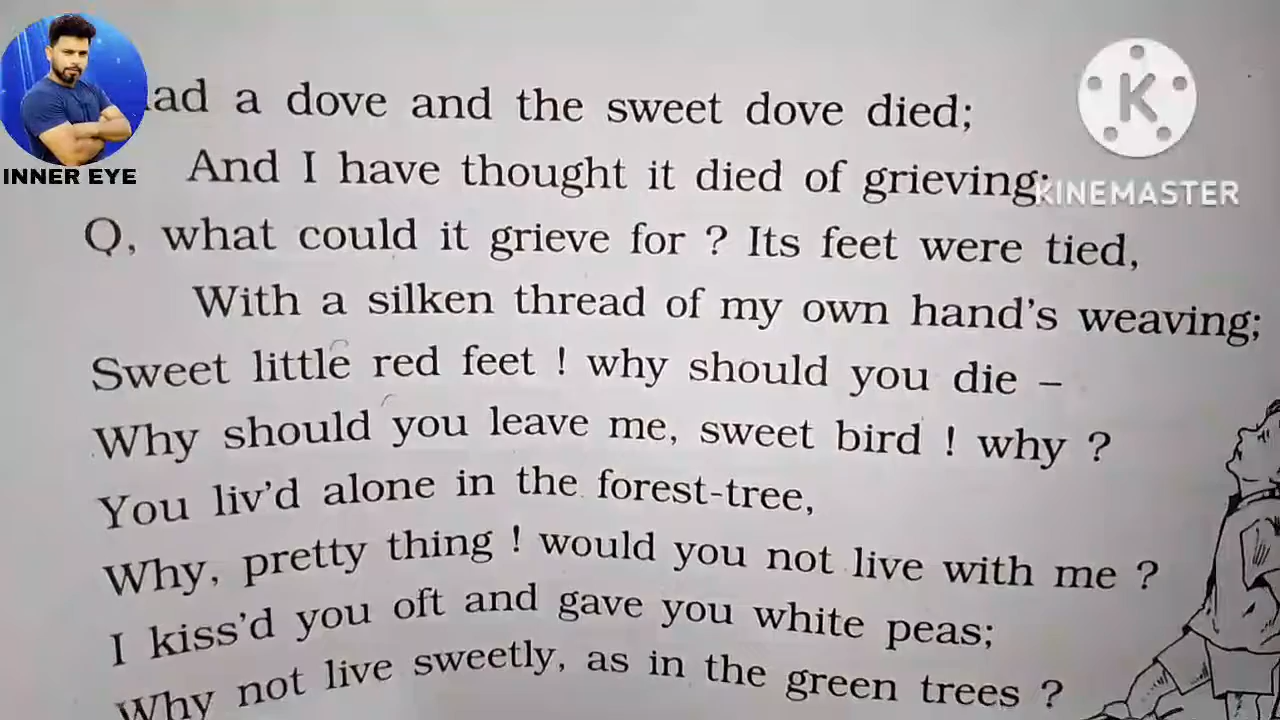 ad a dove and the sweet dove died;
And I have thought it died of grieving;
Q, what could it grieve for ? Its feet were tied,
With a silken thread of my own hand's weaving;
Sweet little red feet ! why should you die –
Why should you leave me, sweet bird ! why ?
You liv'd alone in the forest-tree,
Why, pretty thing ! would you not live with me ?
I kiss'd you oft and gave you white peas;
Why not live sweetly, as in the green trees ?
INNER EYE
K
KINEMASTER